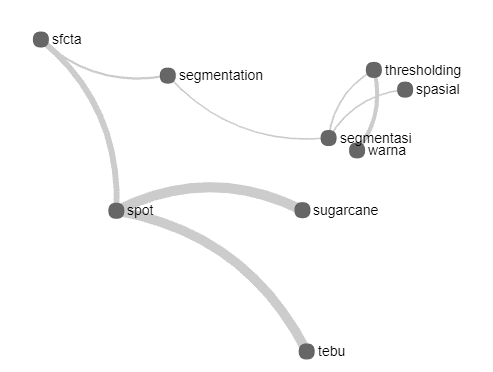 sfcta
segmentation
thresholding
spasial
segmentasi
warna
spot
sugarcane
tebu